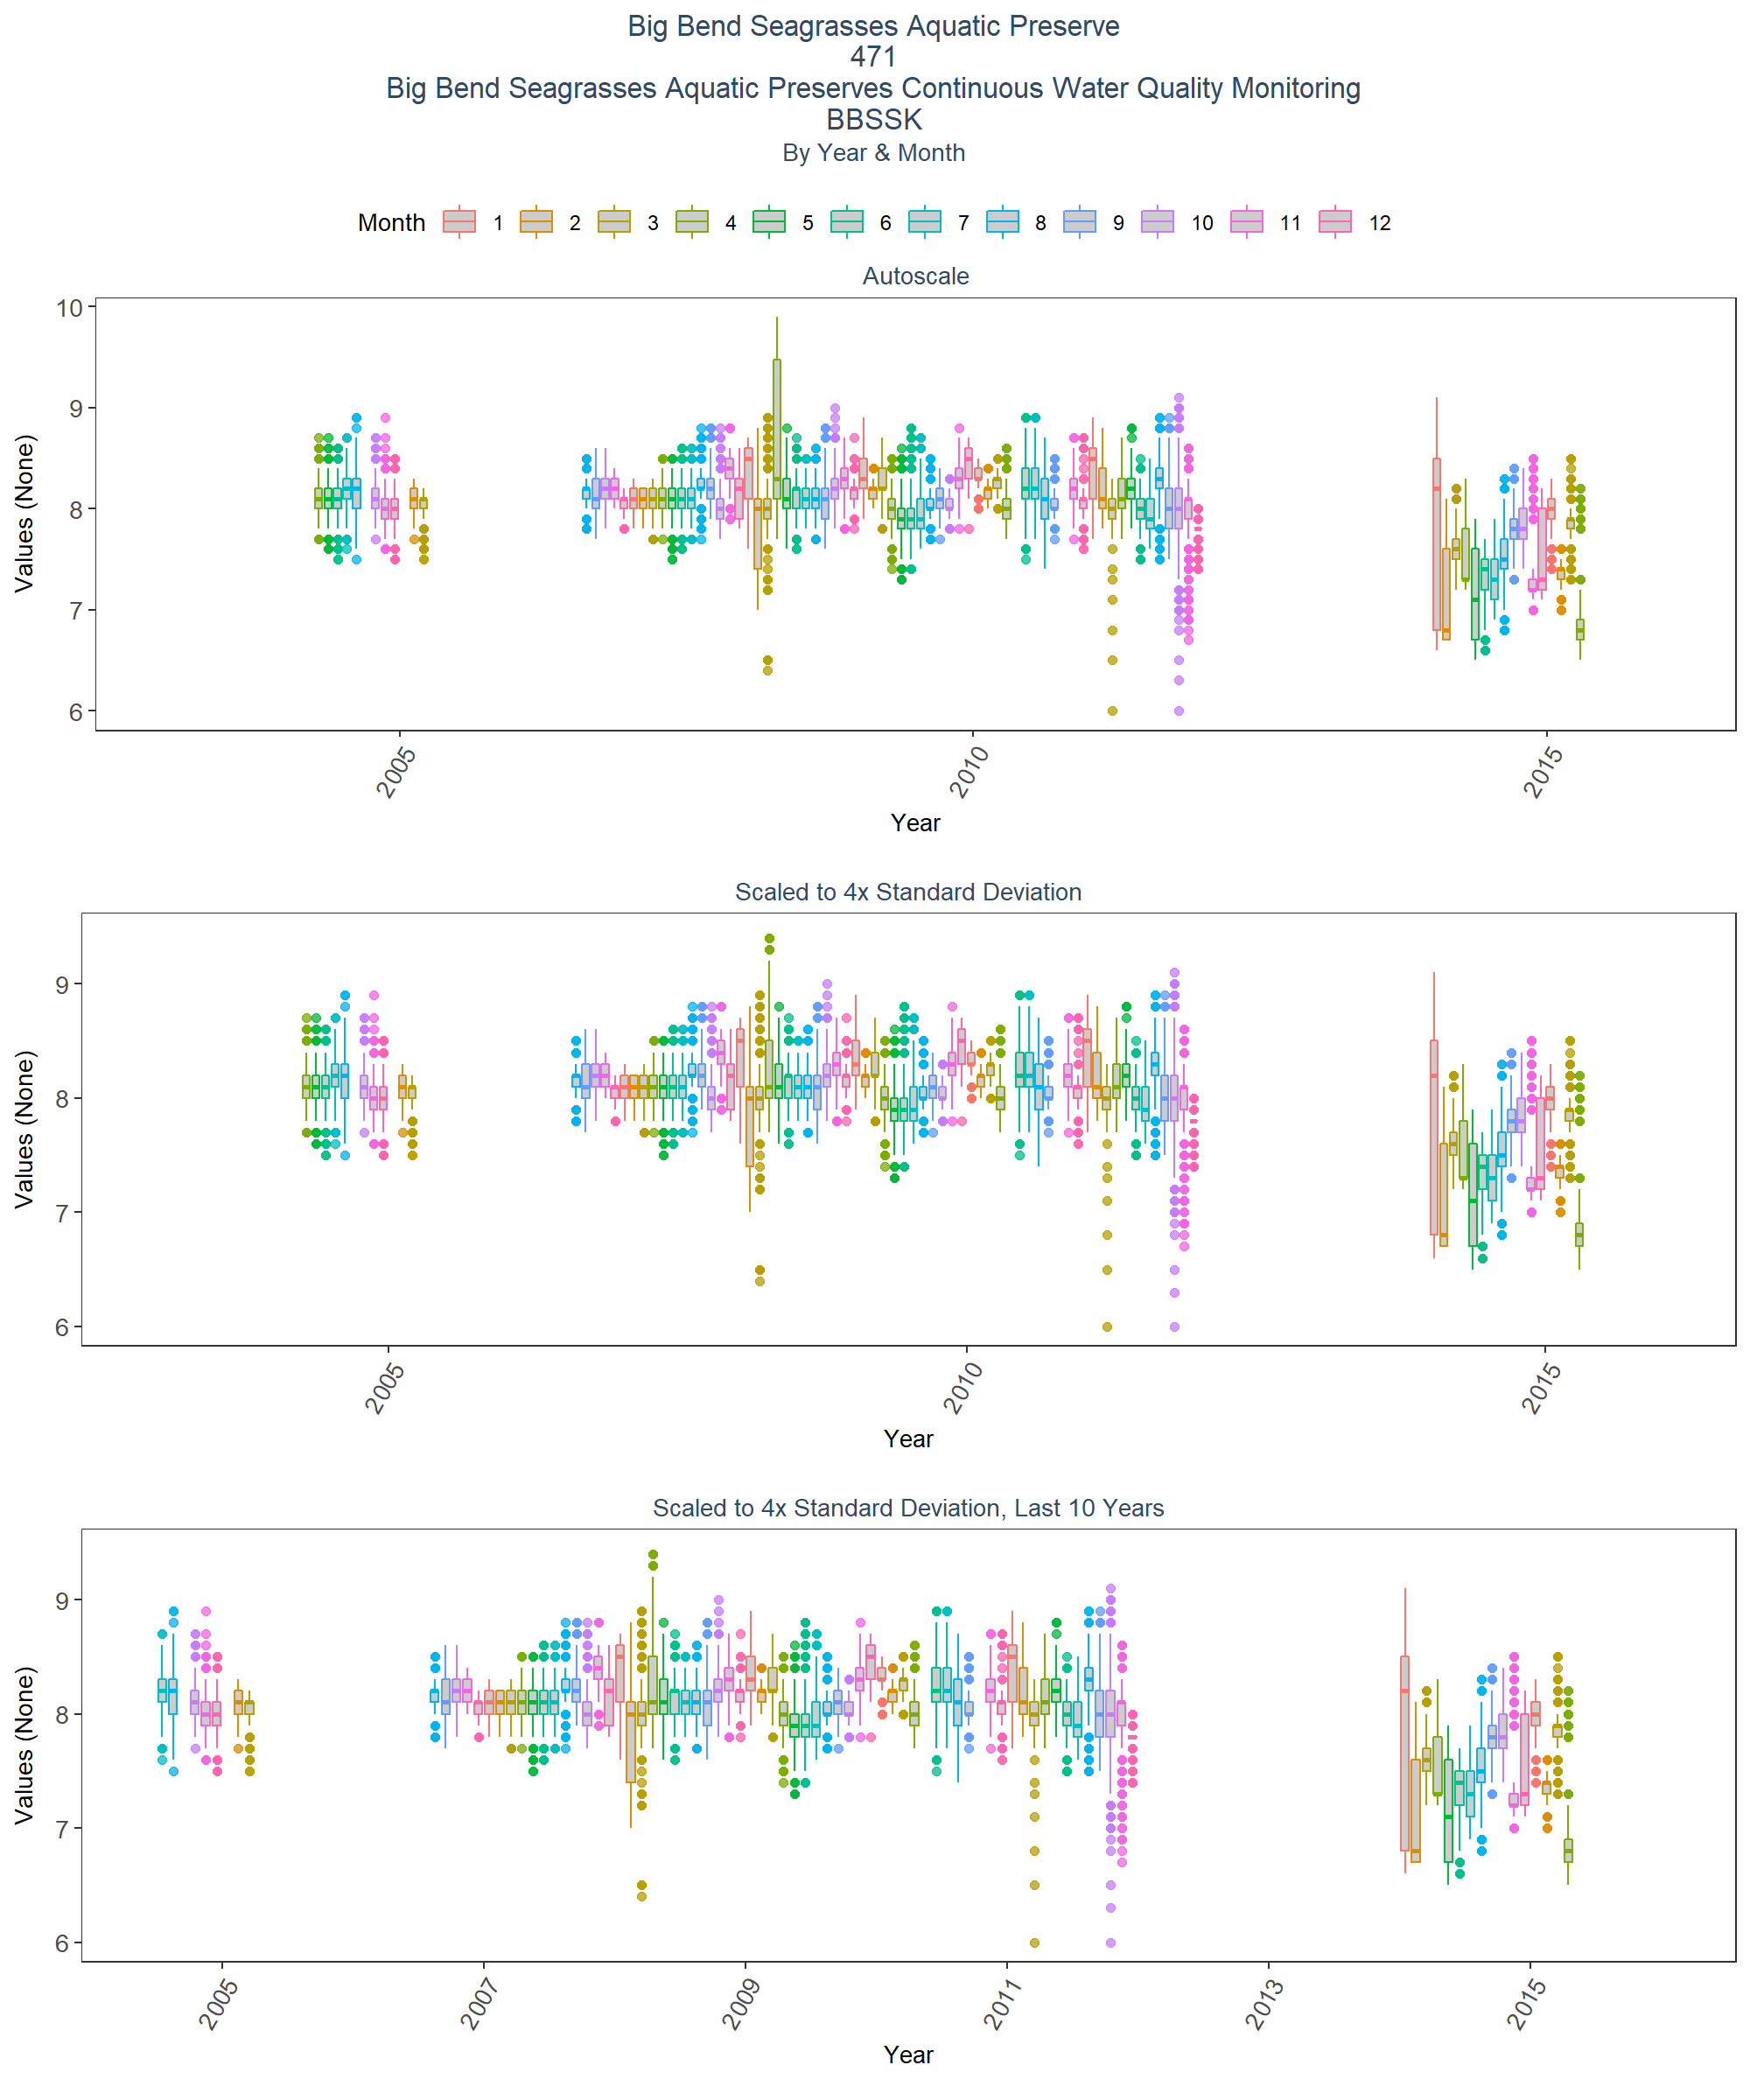 Big Bend Seagrasses Aquatic Preserve
471
Big Bend Seagrasses Aquatic Preserves Continuous Water Quality Monitoring
BBSSK
By Year & Month
Month 1 2 3 4 5 6 7 8 9 10 11 12
Autoscale
Values (None)
10
9
8
7
6
2005 2010 2015
Year
Scaled to 4x Standard Deviation
Values (None)
9
8
7
6
2005 2010 2015
Year
Scaled to 4x Standard Deviation, Last 10 Years
Values (None)
9
8
7
6
2005 2007 2009 2011 2013 2015
Year